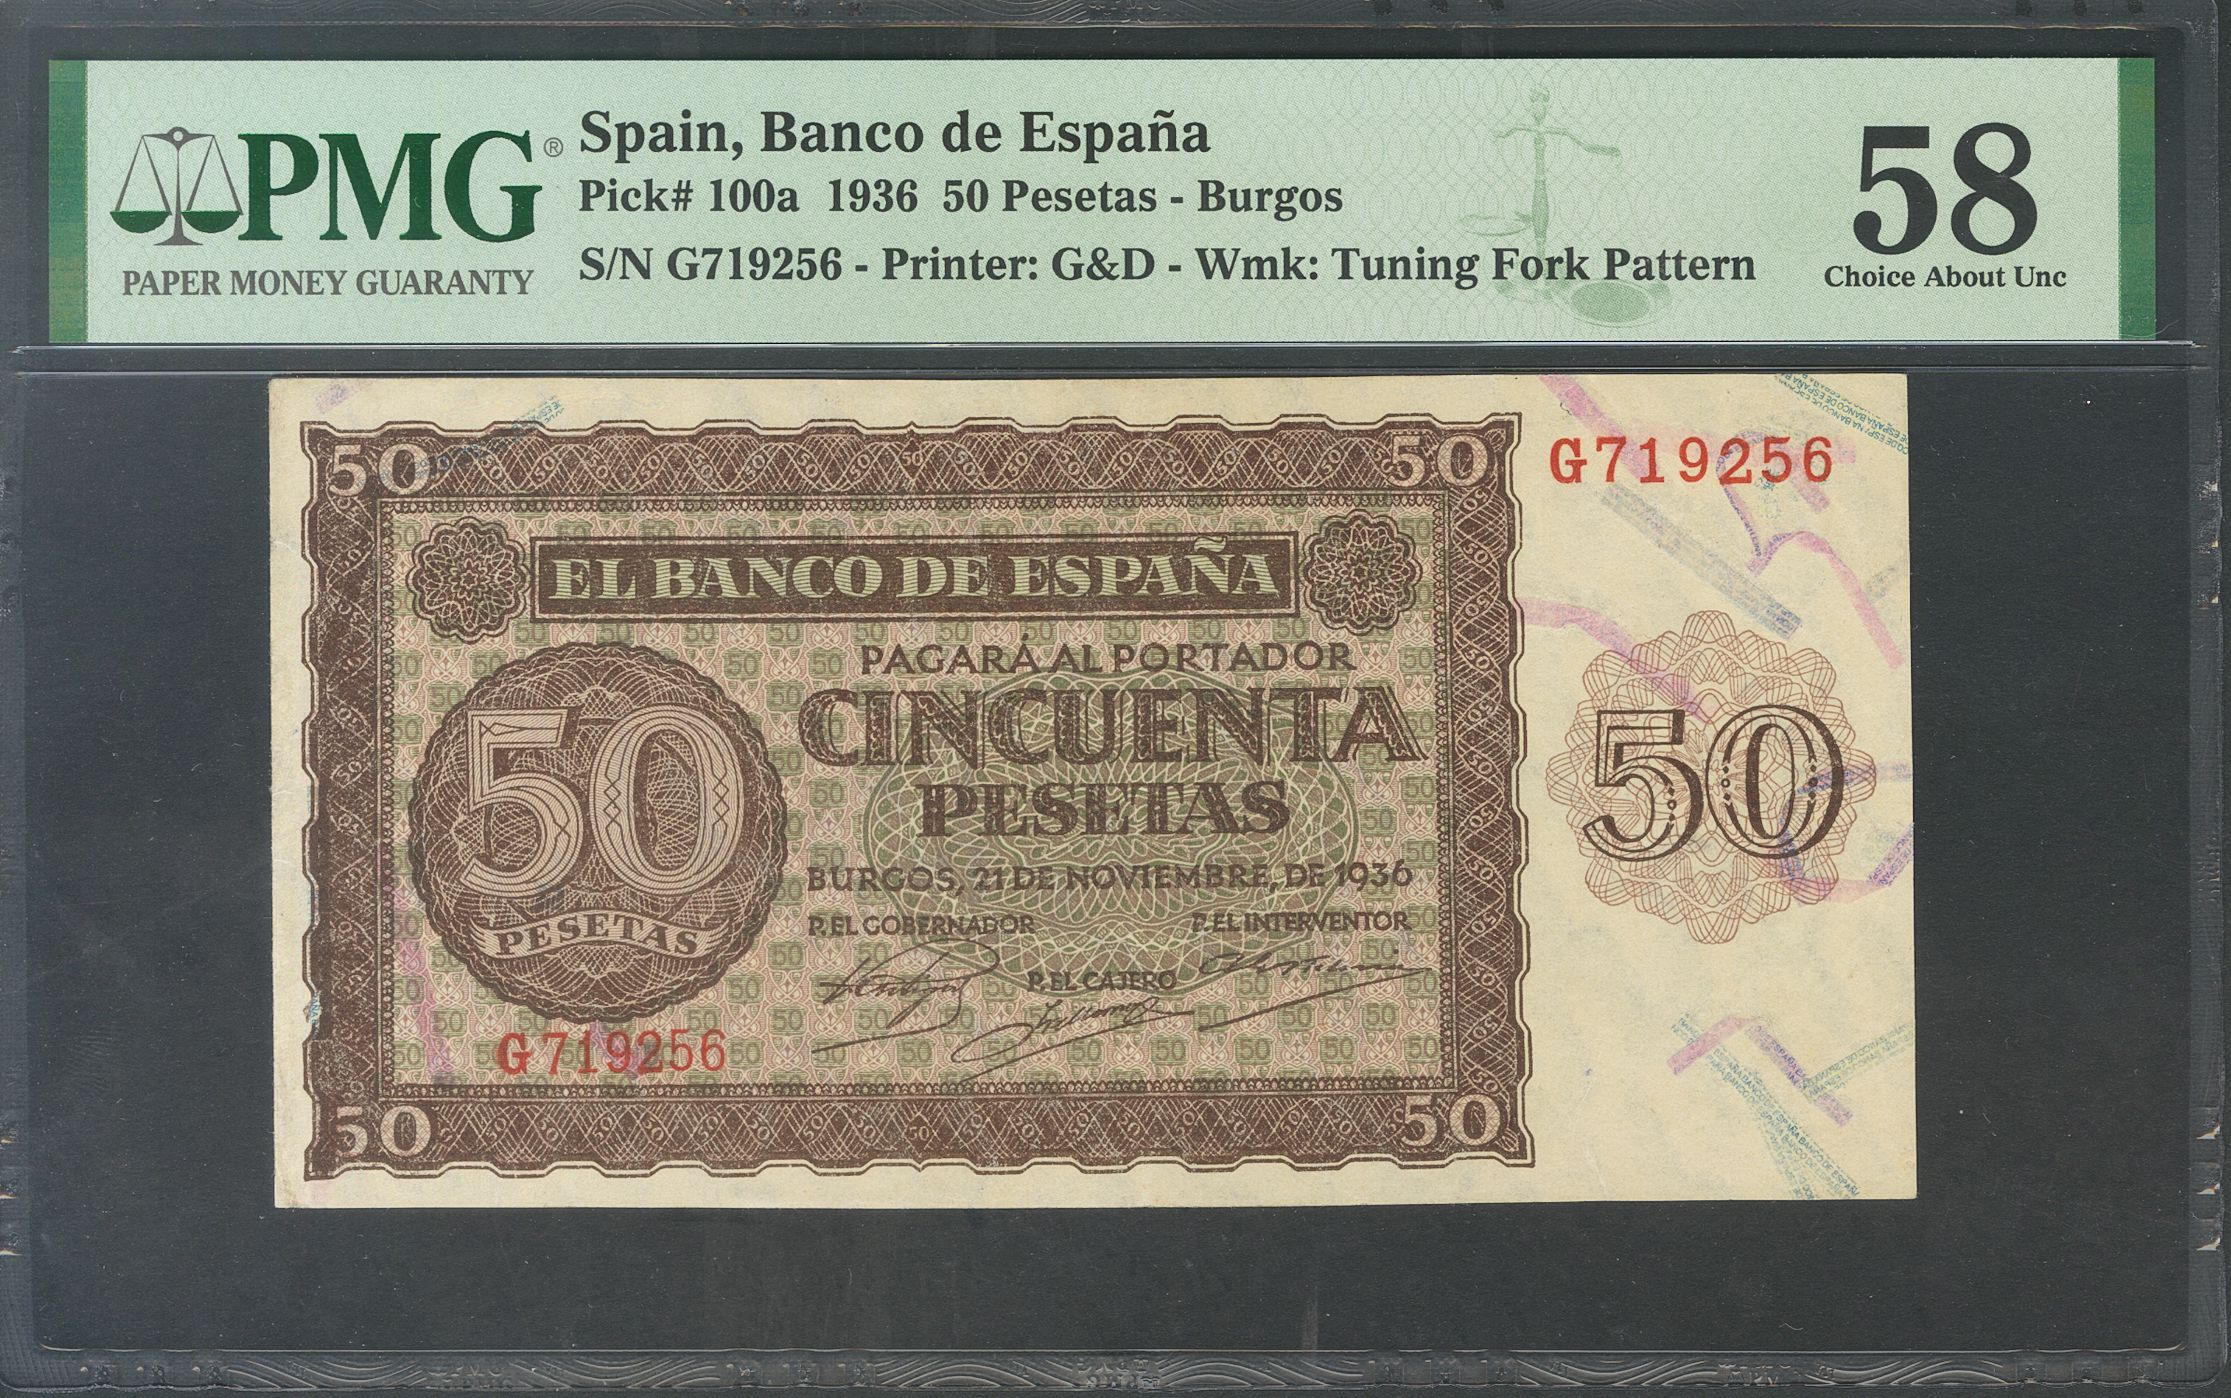 PMG®
PAPER MONEY GUARANTY
Spain, Banco de España
Pick# 100a 1936 50 Pesetas - Burgos
S/N G719256 - Printer: G&D - Wmk: Tuning Fork Pattern
58
Choice About Unc
50
50
G719256
EL BANCO DE ESPAÑA
PAGARÁ AL PORTADOR
CINCUENTA
PESETAS
50
PESETAS
50
BURGOS, 21 DE NOVIEMBRE, DE 1936
P. EL GOBERNADOR
P. EL INTERVENTOR
P. EL CAJERO
G719256
50
50